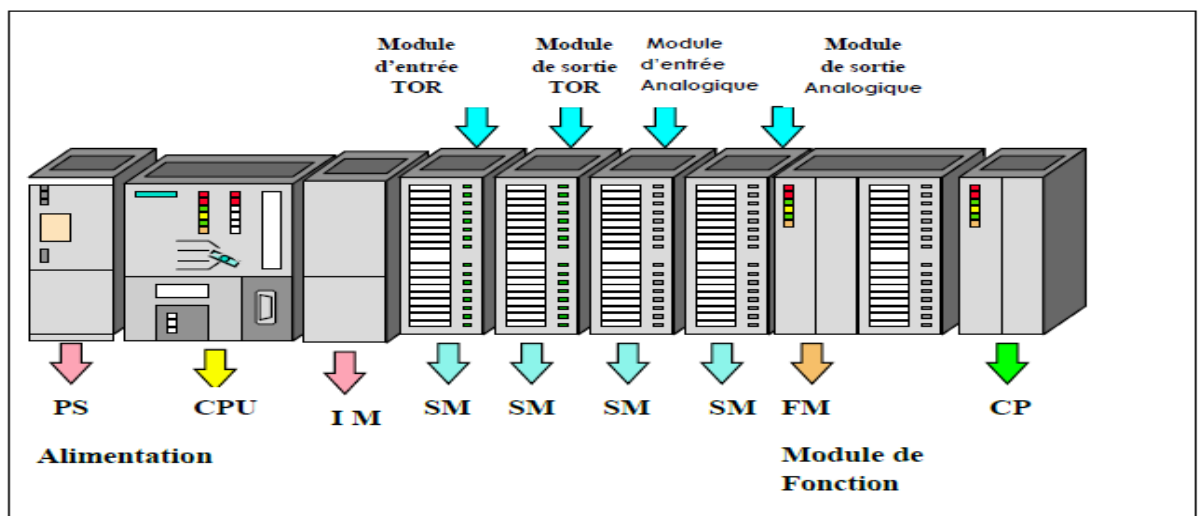 Module
d'entrée
TOR
Module
de sortie
TOR
Module
d'entrée
Analogique
Module
de sortie
Analogique
PS
CPU
I M
SM
SM
SM
SM
FM
CP
Alimentation
Module de
Fonction